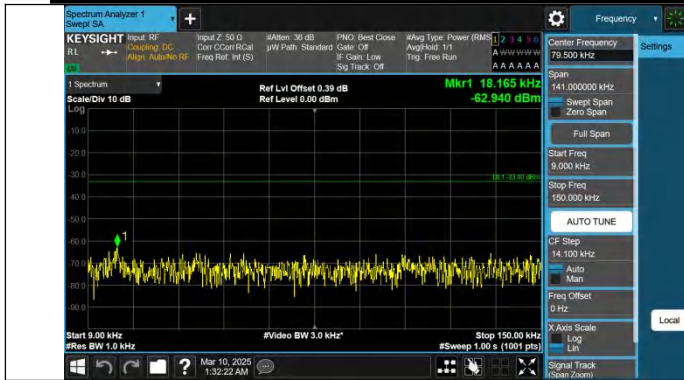 Spectrum Analyzer 1
Swept SA
Frequency
KEYSIGHT Input: RF Input Z: 50 Ω #Atten: 36 dB PNO: Best Close #Avg Type: Power (RMS 1 2 3 4 5 6
RL Coupling: DC Corr CCorr RCal µW Path: Standard Gate: Off Avg|Hold: 1/1 A W W W W W
Align: Auto/No RF Freq Ref: Int (S) IF Gain: Low Trig: Free Run
Sig Track: Off A A A A A A
1 Spectrum
Ref Lvl Offset 0.39 dB
Mkr1 18.165 kHz
Scale/Div 10 dB
Ref Level 0.00 dBm
-62.940 dBm
Log
-10.0
-20.0
-30.0
-40.0
-50.0
-60.0
-70.0
-80.0
-90.0
1
Start 9.00 kHz
#Video BW 3.0 kHz*
Stop 150.00 kHz
#Res BW 1.0 kHz
#Sweep 1.00 s (1001 pts)
Center Frequency
79.500 kHz
Settings
Span
141.000000 kHz
Swept Span
Zero Span
Full Span
Start Freq
9.000 kHz
Stop Freq
150.000 kHz
AUTO TUNE
CF Step
14.100 kHz
Auto
Man
Freq Offset
0 Hz
X Axis Scale
Log
Lin
Local
Signal Track
(Span Zoom)
?
Mar 10, 2025
1:32:22 AM